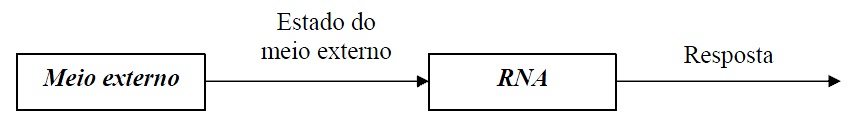 Meio externo
Estado do
meio externo
RNA
Resposta